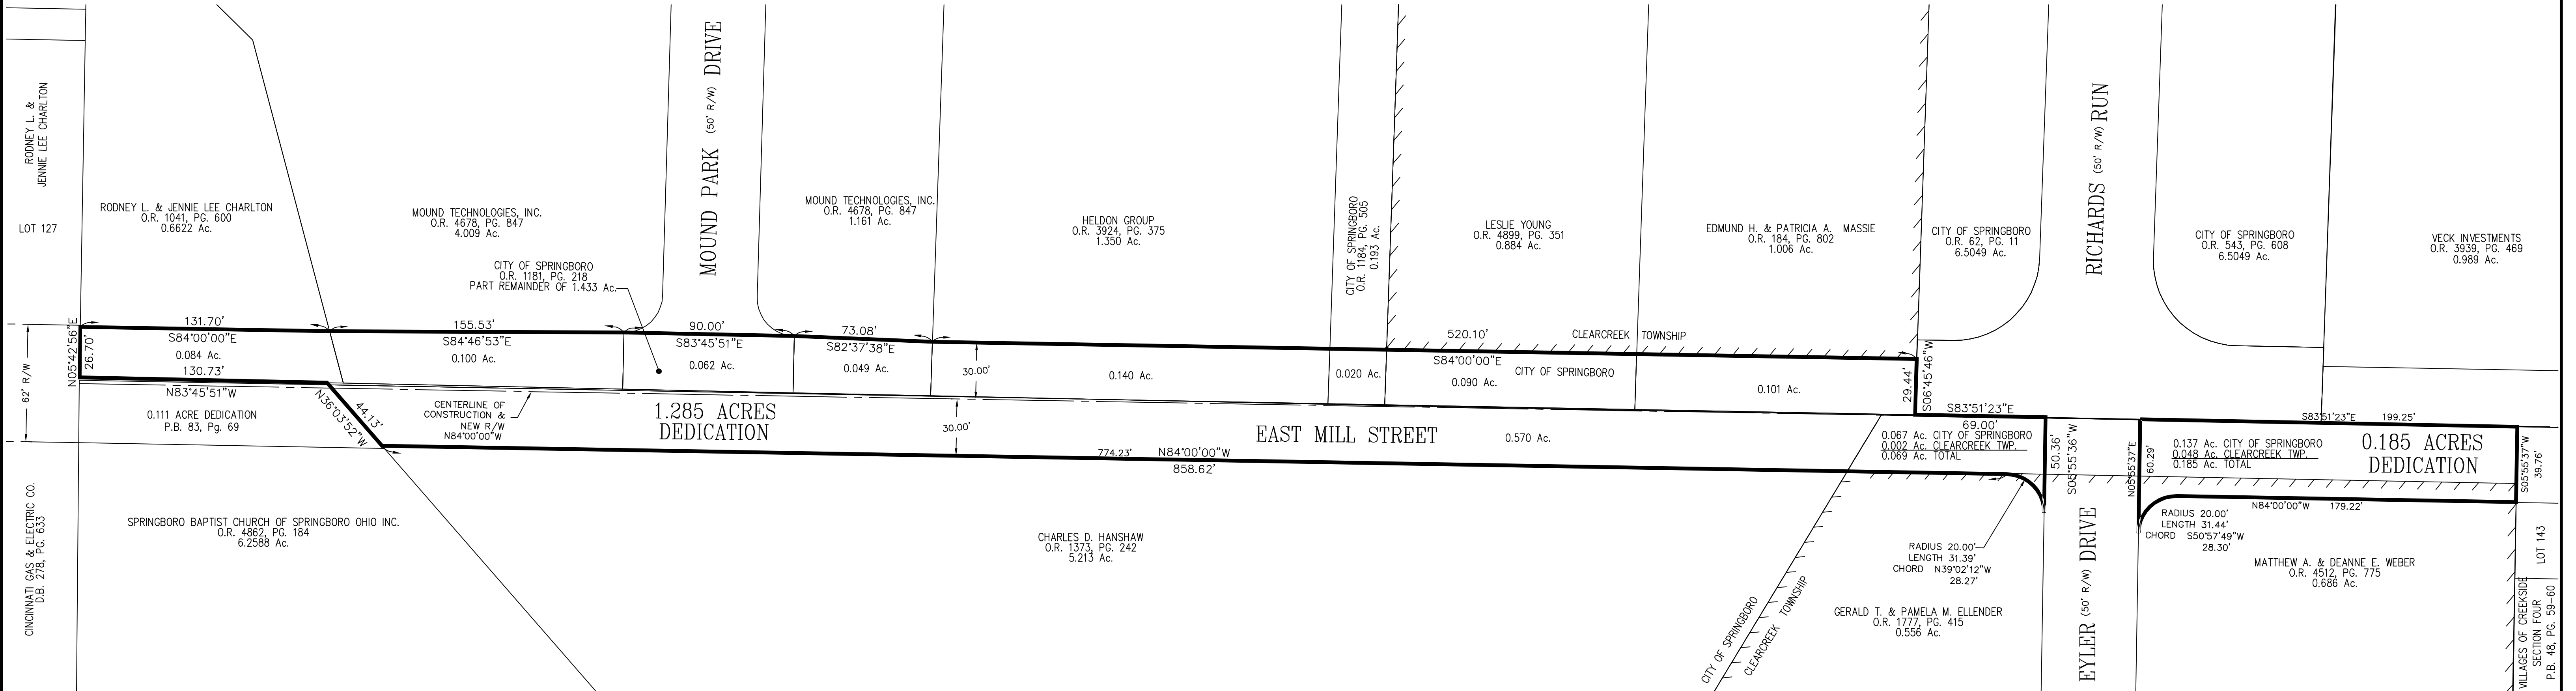 RODNEY L. &
JENNIE LEE CHARLTON
LOT 127
RODNEY L. & JENNIE LEE CHARLTON
O.R. 1041, PG. 600
0.6622 Ac.
MOUND TECHNOLOGIES, INC.
O.R. 4678, PG. 847
4.009 Ac.
CITY OF SPRINGBORO
O.R. 1181, PG. 218
PART REMAINDER OF 1.433 Ac.
MOUND PARK (50' R/W) DRIVE
MOUND TECHNOLOGIES, INC.
O.R. 4678, PG. 847
1.161 Ac.
HELDON GROUP
O.R. 3924, PG. 375
1.350 Ac.
CITY OF SPRINGBORO
O.R. 1184, PG. 505
0.193 Ac.
LESLIE YOUNG
O.R. 4899, PG. 351
0.884 Ac.
EDMUND H. & PATRICIA A. MASSIE
O.R. 184, PG. 802
1.006 Ac.
CITY OF SPRINGBORO
O.R. 62, PG. 11
6.5049 Ac.
RICHARDS (50' R/W) RUN
CITY OF SPRINGBORO
O.R. 543, PG. 608
6.5049 Ac.
VECK INVESTMENTS
O.R. 3939, PG. 469
0.989 Ac.
62' R/W
N05°42'56"E
26.70'
131.70'
S84°00'00"E
0.084 Ac.
130.73'
N83°45'51"W
0.111 ACRE DEDICATION
P.B. 83, Pg. 69
N36°03'52"W
44.13'
155.53'
S84°46'53"E
0.100 Ac.
CENTERLINE OF
CONSTRUCTION &
NEW R/W
N84°00'00"W
90.00'
S83°45'51"E
0.062 Ac.
1.285 ACRES
DEDICATION
73.08'
S82°37'38"E
0.049 Ac.
30.00'
30.00'
0.140 Ac.
0.020 Ac.
520.10'
S84°00'00"E
0.090 Ac.
CLEARCREEK TOWNSHIP
CITY OF SPRINGBORO
0.101 Ac.
EAST MILL STREET
0.570 Ac.
774.23'
N84°00'00"W
858.62'
29.44'
S06°45'46"W
S83°51'23"E
69.00'
0.067 Ac. CITY OF SPRINGBORO
0.002 Ac. CLEARCREEK TWP.
0.069 Ac. TOTAL
50.36'
S05°55'36"W
N05°55'37"E
60.29'
S83°51'23"E 199.25'
0.137 Ac. CITY OF SPRINGBORO
0.048 Ac. CLEARCREEK TWP.
0.185 Ac. TOTAL
0.185 ACRES
DEDICATION
S05°55'37"W
39.76'
N84°00'00"W 179.22'
RADIUS 20.00'
LENGTH 31.44'
CHORD S50°57'49"W
28.30'
RADIUS 20.00'
LENGTH 31.39'
CHORD N39°02'12"W
28.27'
CINCINNATI GAS & ELECTRIC CO.
D.B. 278, PG. 633
SPRINGBORO BAPTIST CHURCH OF SPRINGBORO OHIO INC.
O.R. 4862, PG. 184
6.2588 Ac.
CHARLES D. HANSHAW
O.R. 1373, PG. 242
5.213 Ac.
CITY OF SPRINGBORO
CLEARCREEK TOWNSHIP
GERALD T. & PAMELA M. ELLENDER
O.R. 1777, PG. 415
0.556 Ac.
EYLER (50' R/W) DRIVE
MATTHEW A. & DEANNE E. WEBER
O.R. 4512, PG. 775
0.686 Ac.
LOT 143
VILLAGES OF CREEKSIDE
SECTION FOUR
P.B. 48, PG. 59-60